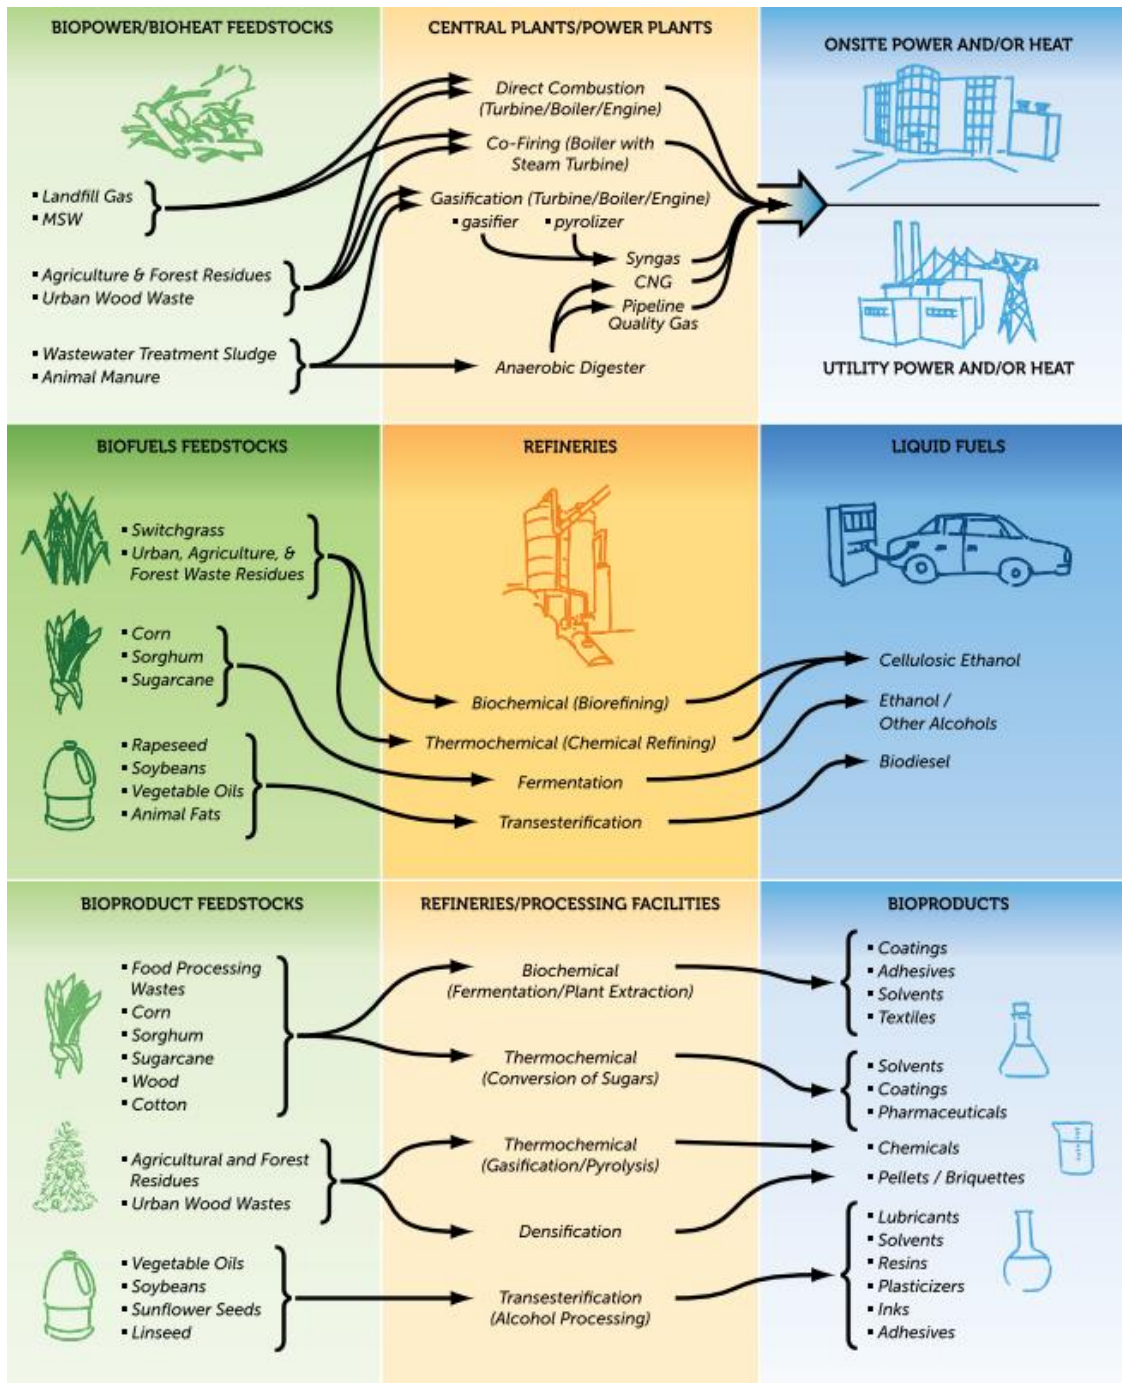 BIOPOWER/BIOHEAT FEEDSTOCKS
▪ Landfill Gas
▪ MSW
▪ Agriculture & Forest Residues
▪ Urban Wood Waste
▪ Wastewater Treatment Sludge
▪ Animal Manure
CENTRAL PLANTS/POWER PLANTS
Direct Combustion
(Turbine/Boiler/Engine)
Co-Firing (Boiler with
Steam Turbine)
Gasification (Turbine/Boiler/Engine)
▪ gasifier ▪ pyrolizer
Syngas
CNG
Pipeline
Quality Gas
Anaerobic Digester
ONSITE POWER AND/OR HEAT
UTILITY POWER AND/OR HEAT
BIOFUELS FEEDSTOCKS
▪ Switchgrass
▪ Urban, Agriculture, &
Forest Waste Residues
▪ Corn
▪ Sorghum
▪ Sugarcane
▪ Rapeseed
▪ Soybeans
▪ Vegetable Oils
▪ Animal Fats
REFINERIES
Biochemical (Biorefining)
Thermochemical (Chemical Refining)
Fermentation
Transesterification
LIQUID FUELS
Cellulosic Ethanol
Ethanol /
Other Alcohols
Biodiesel
BIOPRODUCT FEEDSTOCKS
▪ Food Processing
Wastes
▪ Corn
▪ Sorghum
▪ Sugarcane
▪ Wood
▪ Cotton
▪ Agricultural and Forest
Residues
▪ Urban Wood Wastes
▪ Vegetable Oils
▪ Soybeans
▪ Sunflower Seeds
▪ Linseed
REFINERIES/PROCESSING FACILITIES
Biochemical
(Fermentation/Plant Extraction)
Thermochemical
(Conversion of Sugars)
Thermochemical
(Gasification/Pyrolysis)
Densification
Transesterification
(Alcohol Processing)
BIOPRODUCTS
▪ Coatings
▪ Adhesives
▪ Solvents
▪ Textiles
▪ Solvents
▪ Coatings
▪ Pharmaceuticals
▪ Chemicals
▪ Pellets / Briquettes
▪ Lubricants
▪ Solvents
▪ Resins
▪ Plasticizers
▪ Inks
▪ Adhesives